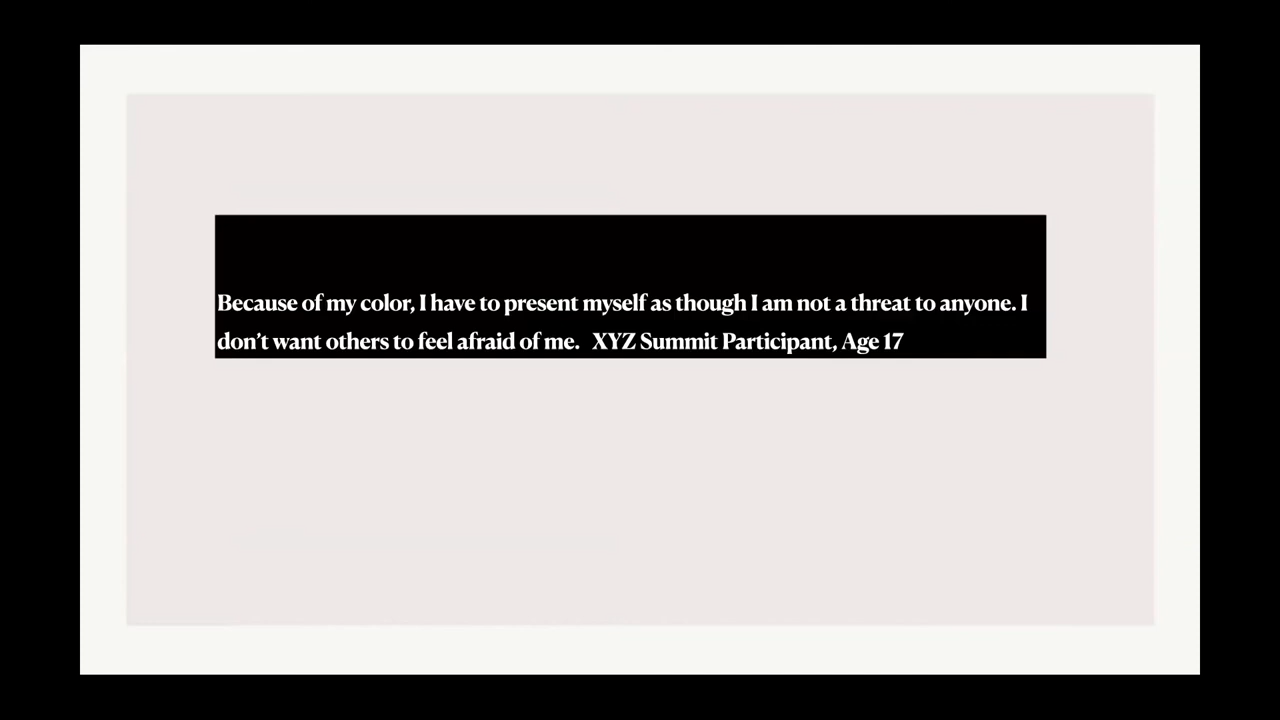 Because of my color, I have to present myself as though I am not a threat to anyone. I
don’t want others to feel afraid of me.   XYZ Summit Participant, Age 17